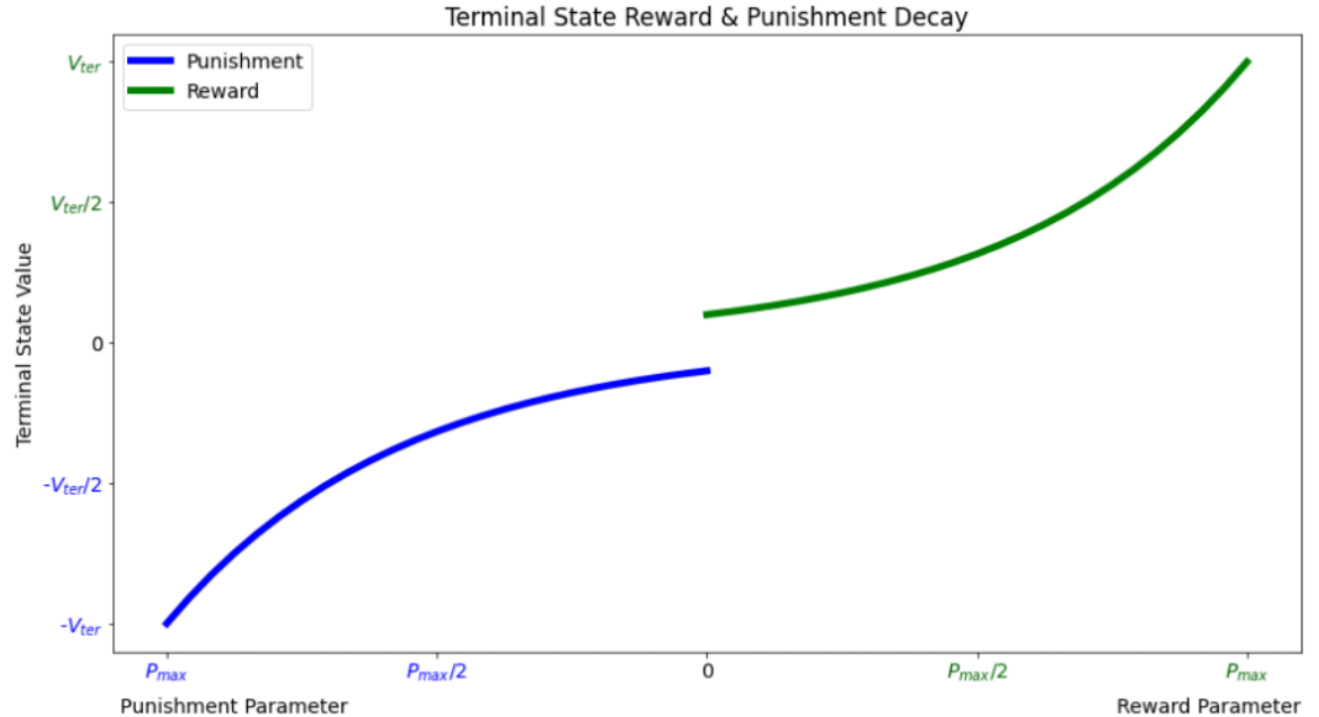 Terminal State Reward & Punishment Decay
Punishment
Reward
V_ter
V_ter/2
0
-V_ter/2
-V_ter
Terminal State Value
P_max
P_max/2
0
P_max/2
P_max
Punishment Parameter
Reward Parameter